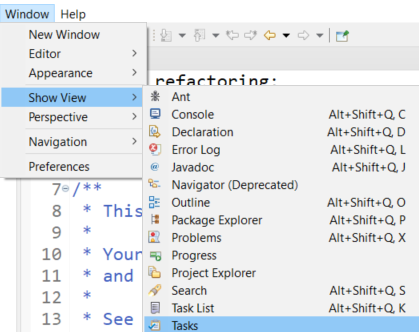 Window Help
New Window
Editor
Appearance
Show View
Perspective
Navigation
Preferences
refactoring:
Ant
Console Alt+Shift+Q, C
Declaration Alt+Shift+Q, D
Error Log Alt+Shift+Q, L
Javadoc Alt+Shift+Q, J
Navigator (Deprecated)
Outline Alt+Shift+Q, O
Package Explorer Alt+Shift+Q, P
Problems Alt+Shift+Q, X
Progress
Project Explorer
Search Alt+Shift+Q, S
Task List Alt+Shift+Q, K
Tasks
7 /**
8 * This
9 *
10 * Your
11 * and
12 *
13 * See